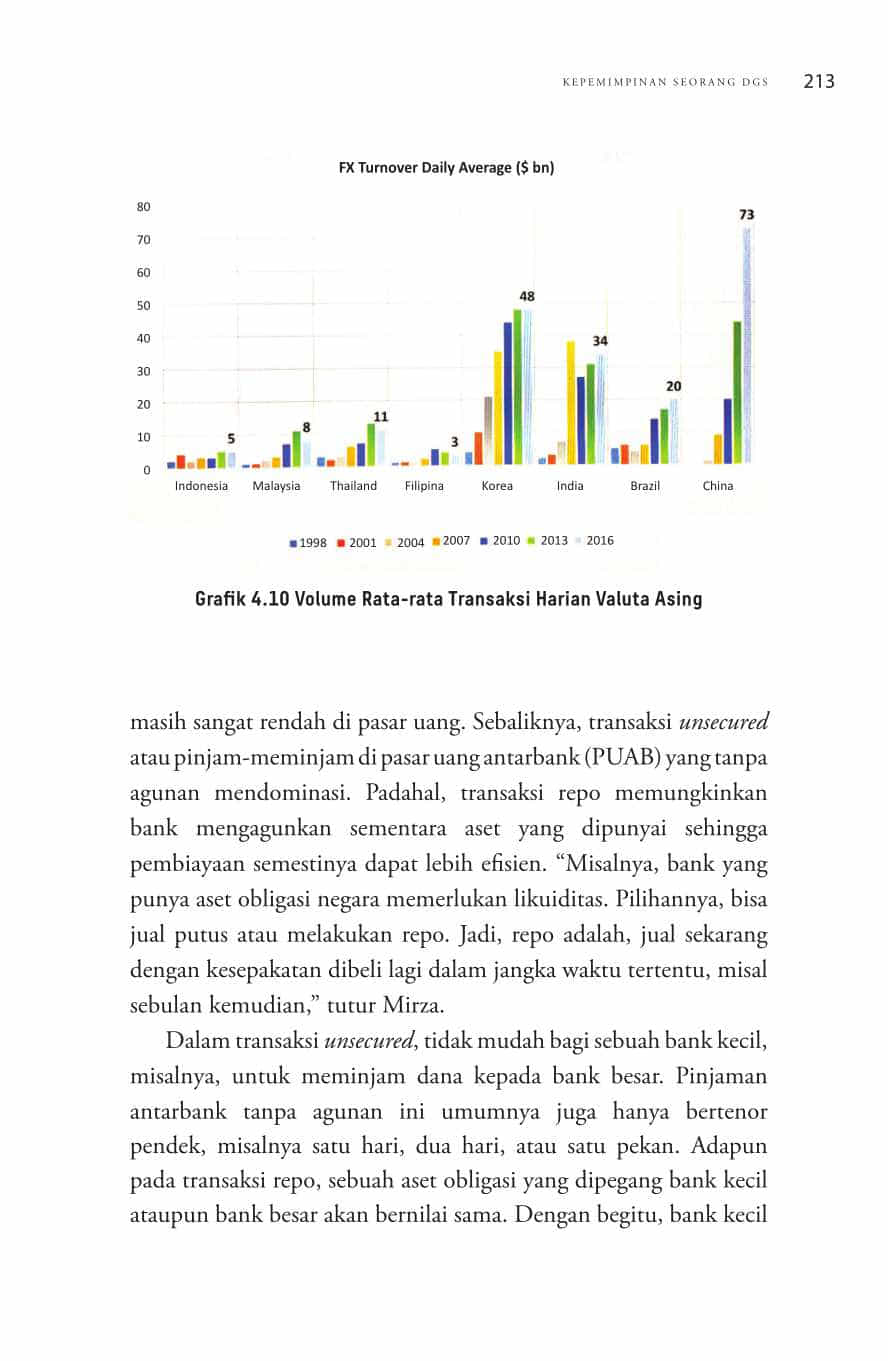 KEPEMIMPINAN SEORANG DGS 213
FX Turnover Daily Average ($ bn)
80
70
60
50
40
30
20
10
0
5
8
11
3
48
34
20
73
Indonesia Malaysia Thailand Filipina Korea India Brazil China
1998 2001 2004 2007 2010 2013 2016
Grafik 4.10 Volume Rata-rata Transaksi Harian Valuta Asing
masih sangat rendah di pasar uang. Sebaliknya, transaksi unsecured
atau pinjam-meminjam di pasar uang antarbank (PUAB) yang tanpa
agunan mendominasi. Padahal, transaksi repo memungkinkan
bank mengagunkan sementara aset yang dipunyai sehingga
pembiayaan semestinya dapat lebih efisien. “Misalnya, bank yang
punya aset obligasi negara memerlukan likuiditas. Pilihannya, bisa
jual putus atau melakukan repo. Jadi, repo adalah, jual sekarang
dengan kesepakatan dibeli lagi dalam jangka waktu tertentu, misal
sebulan kemudian,” tutur Mirza.
Dalam transaksi unsecured, tidak mudah bagi sebuah bank kecil,
misalnya, untuk meminjam dana kepada bank besar. Pinjaman
antarbank tanpa agunan ini umumnya juga hanya bertenor
pendek, misalnya satu hari, dua hari, atau satu pekan. Adapun
pada transaksi repo, sebuah aset obligasi yang dipegang bank kecil
ataupun bank besar akan bernilai sama. Dengan begitu, bank kecil